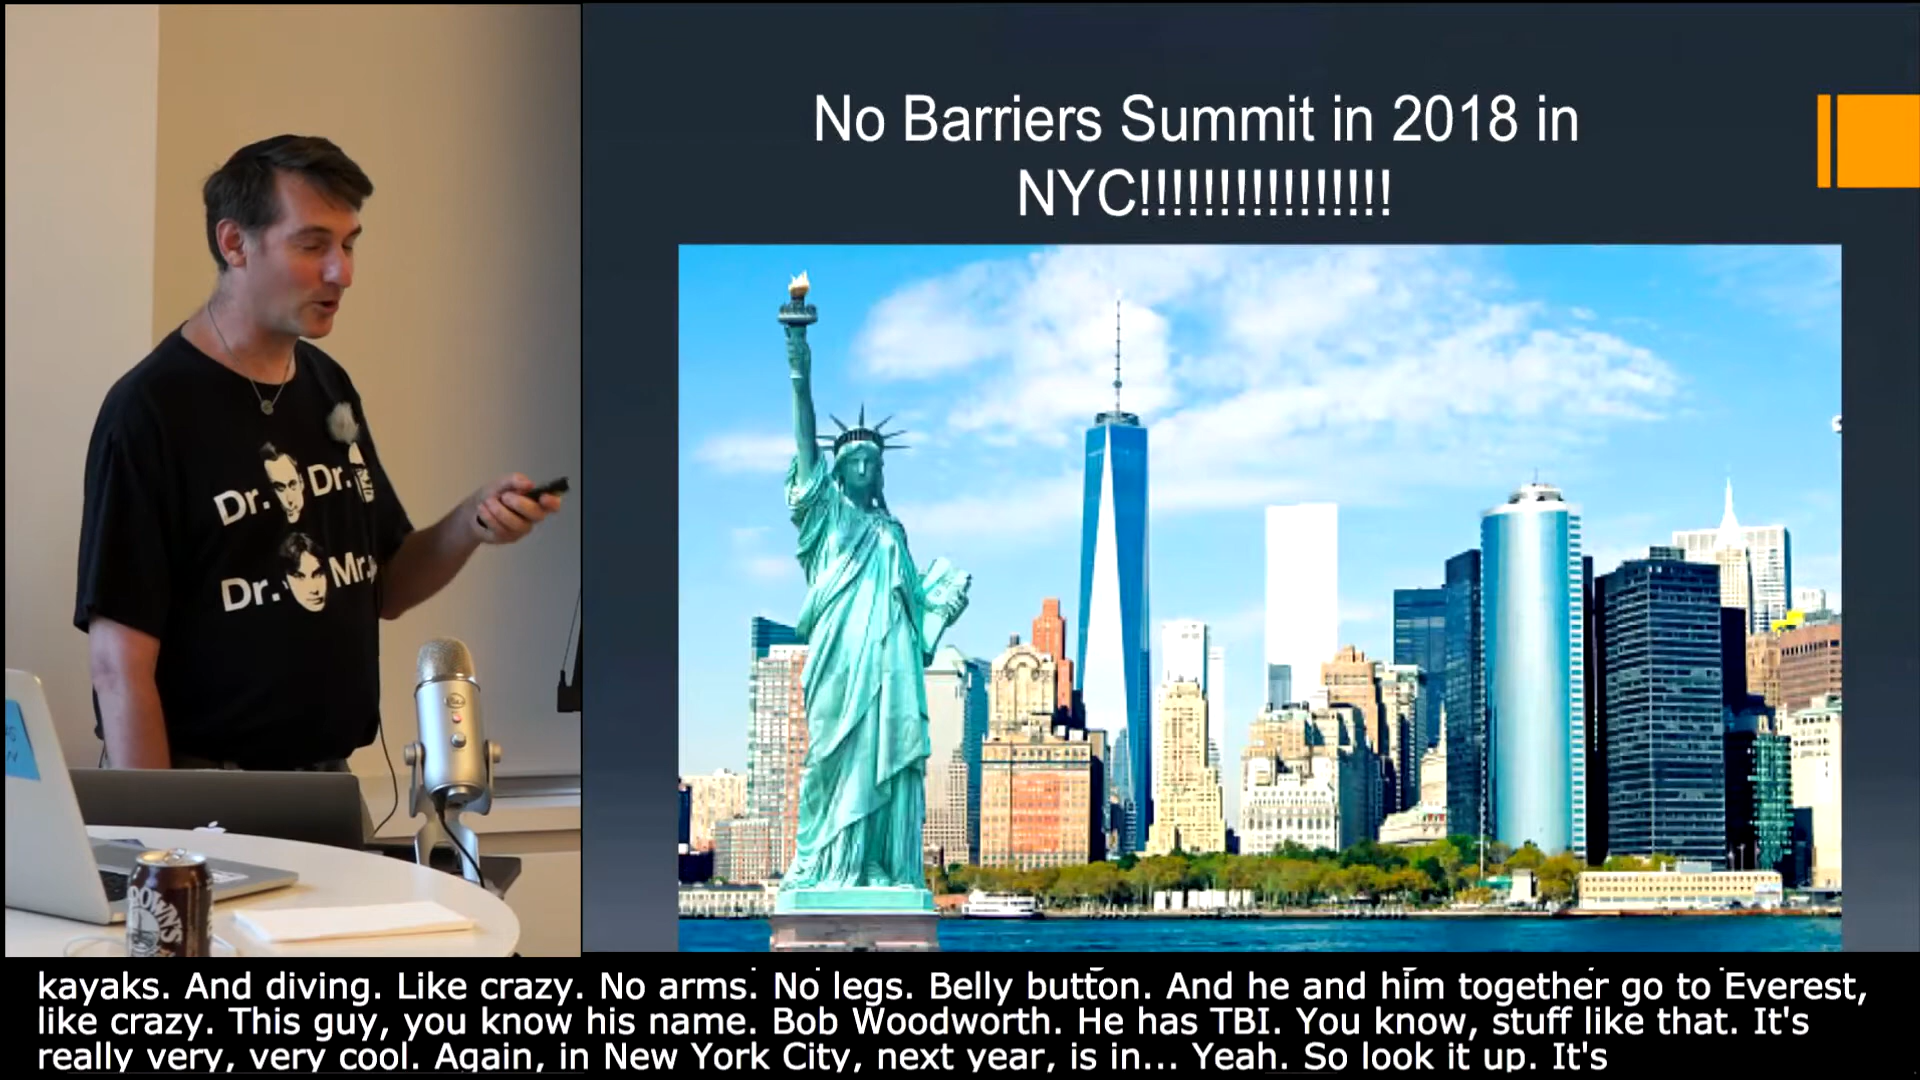 No Barriers Summit in 2018 in
NYC!!!!!!!!!!!!!!!!
Dr. Dr.
Dr. Mr.
kayaks. And diving. Like crazy. No arms. No legs. Belly button. And he and him together go to Everest,
like crazy. This guy, you know his name. Bob Woodworth. He has TBI. You know, stuff like that. It's
really very, very cool. Again, in New York City, next year, is in... Yeah. So look it up. It's